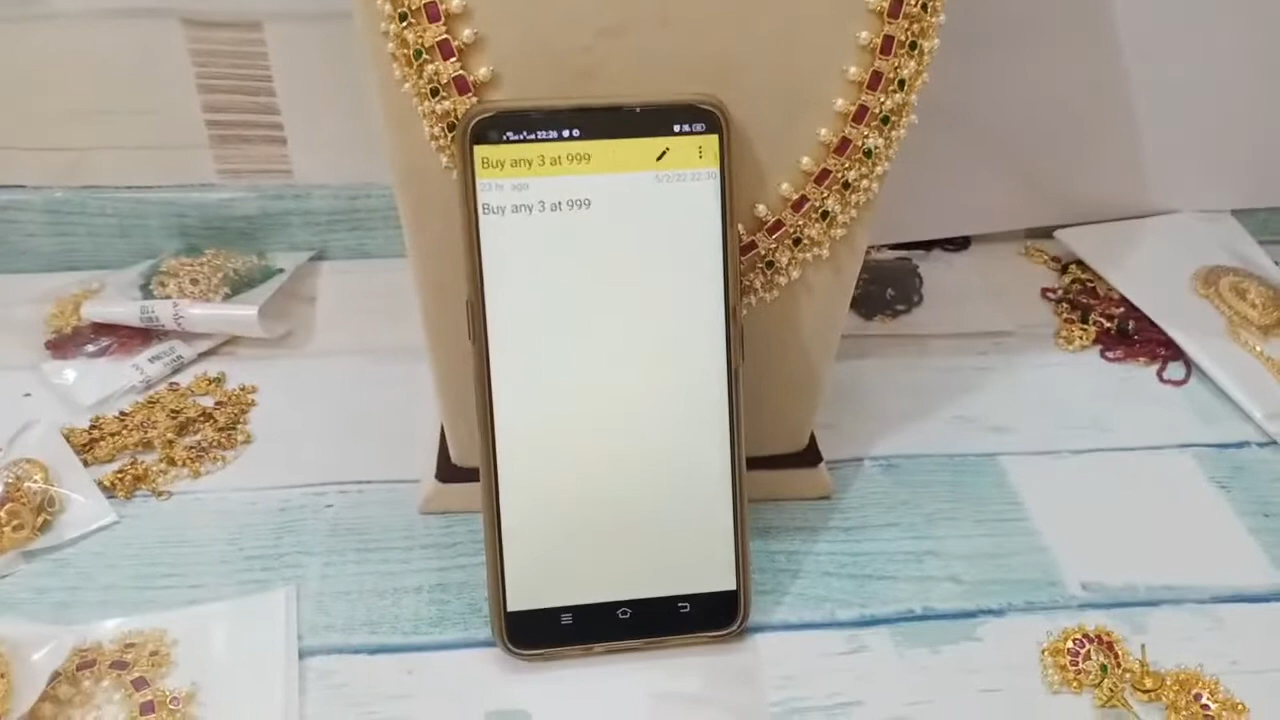 22:26
Buy any 3 at 999
23 hr. ago
5/2/22 22:30
Buy any 3 at 999